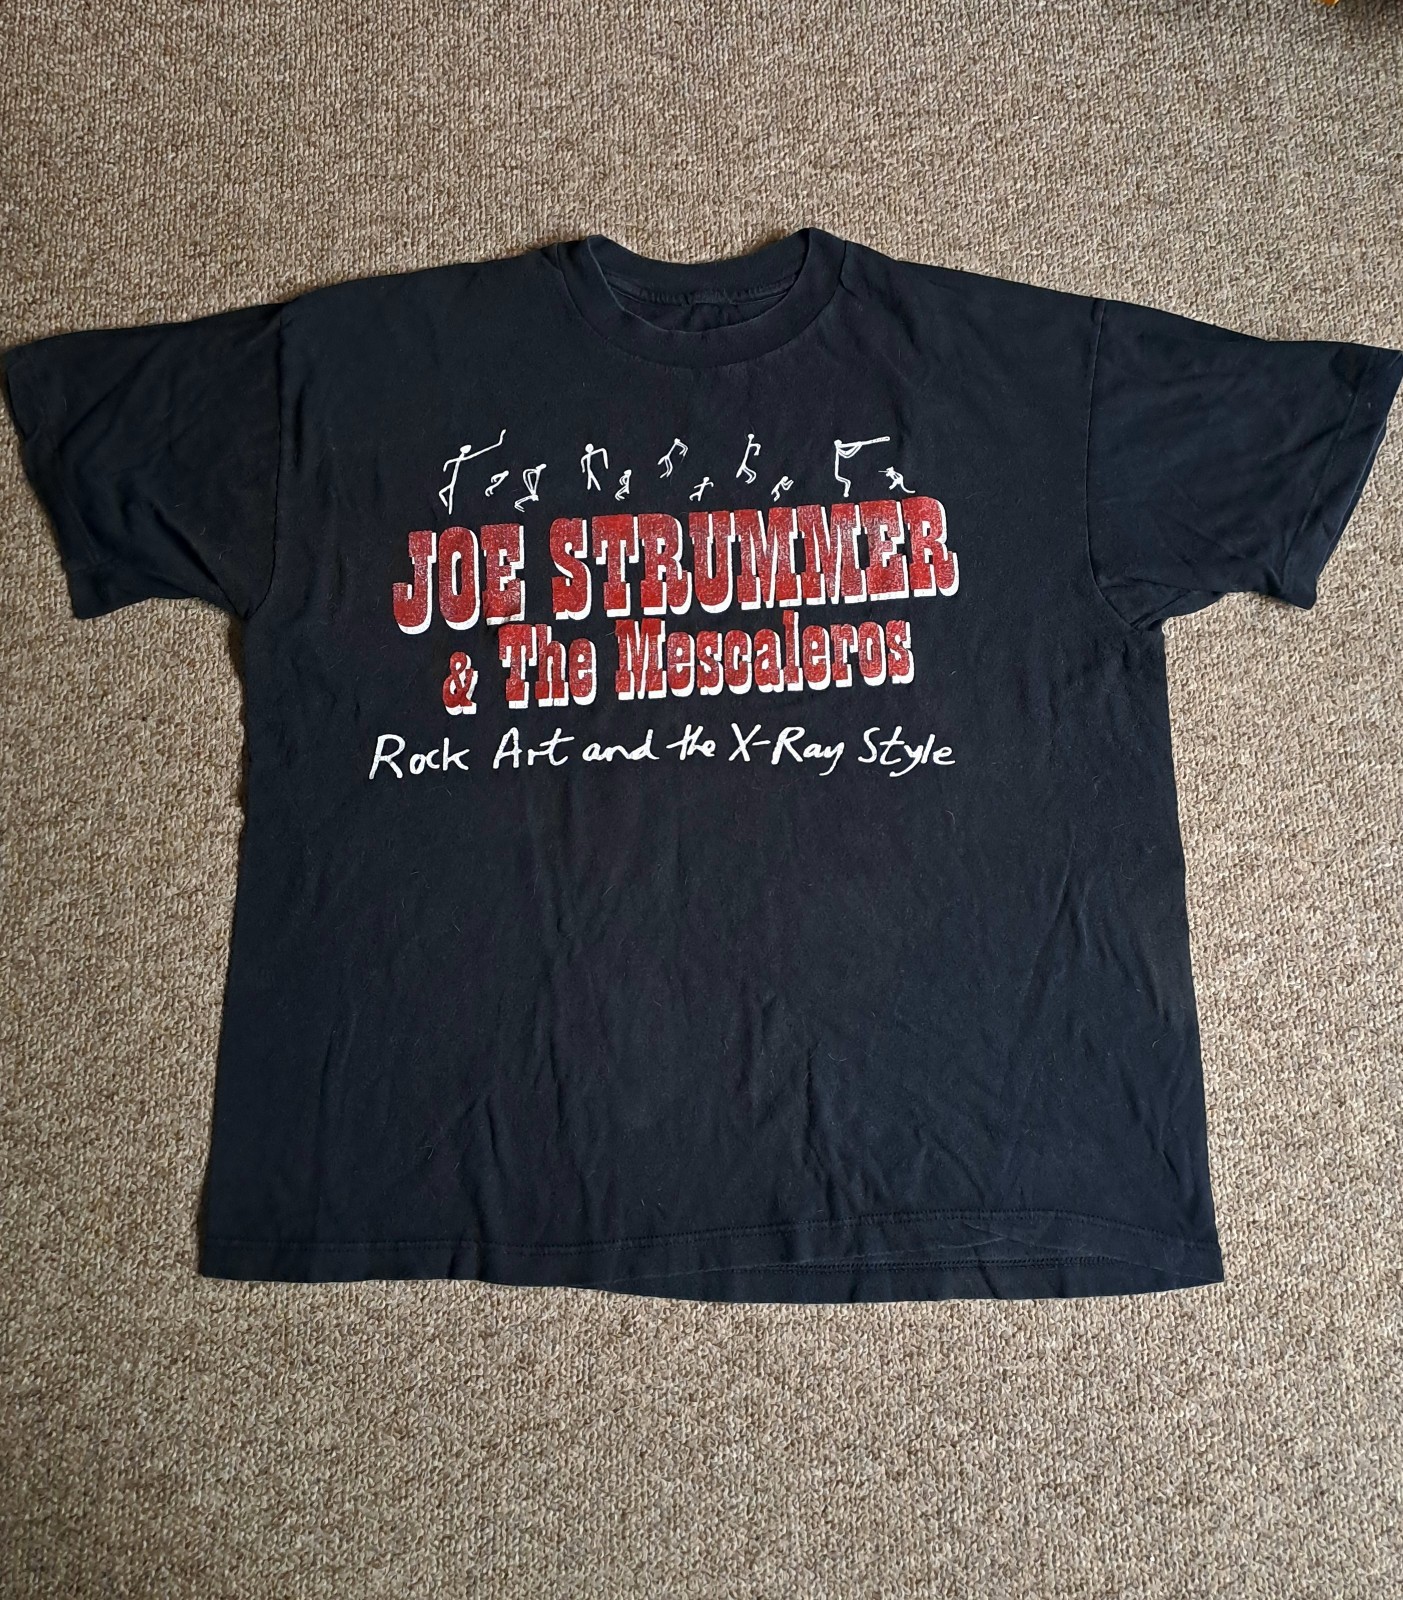 JOE STRUMMER
& The Mescaleros
Rock Art and the X-Ray Style